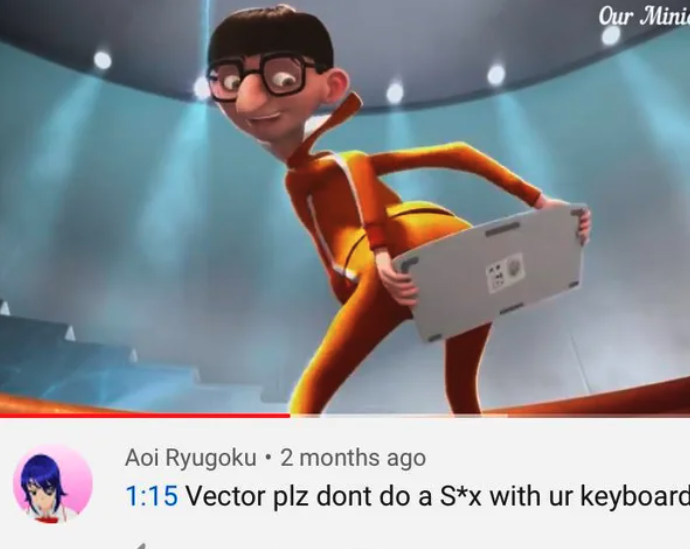 Our Mini
Aoi Ryugoku • 2 months ago
1:15 Vector plz dont do a S*x with ur keyboard